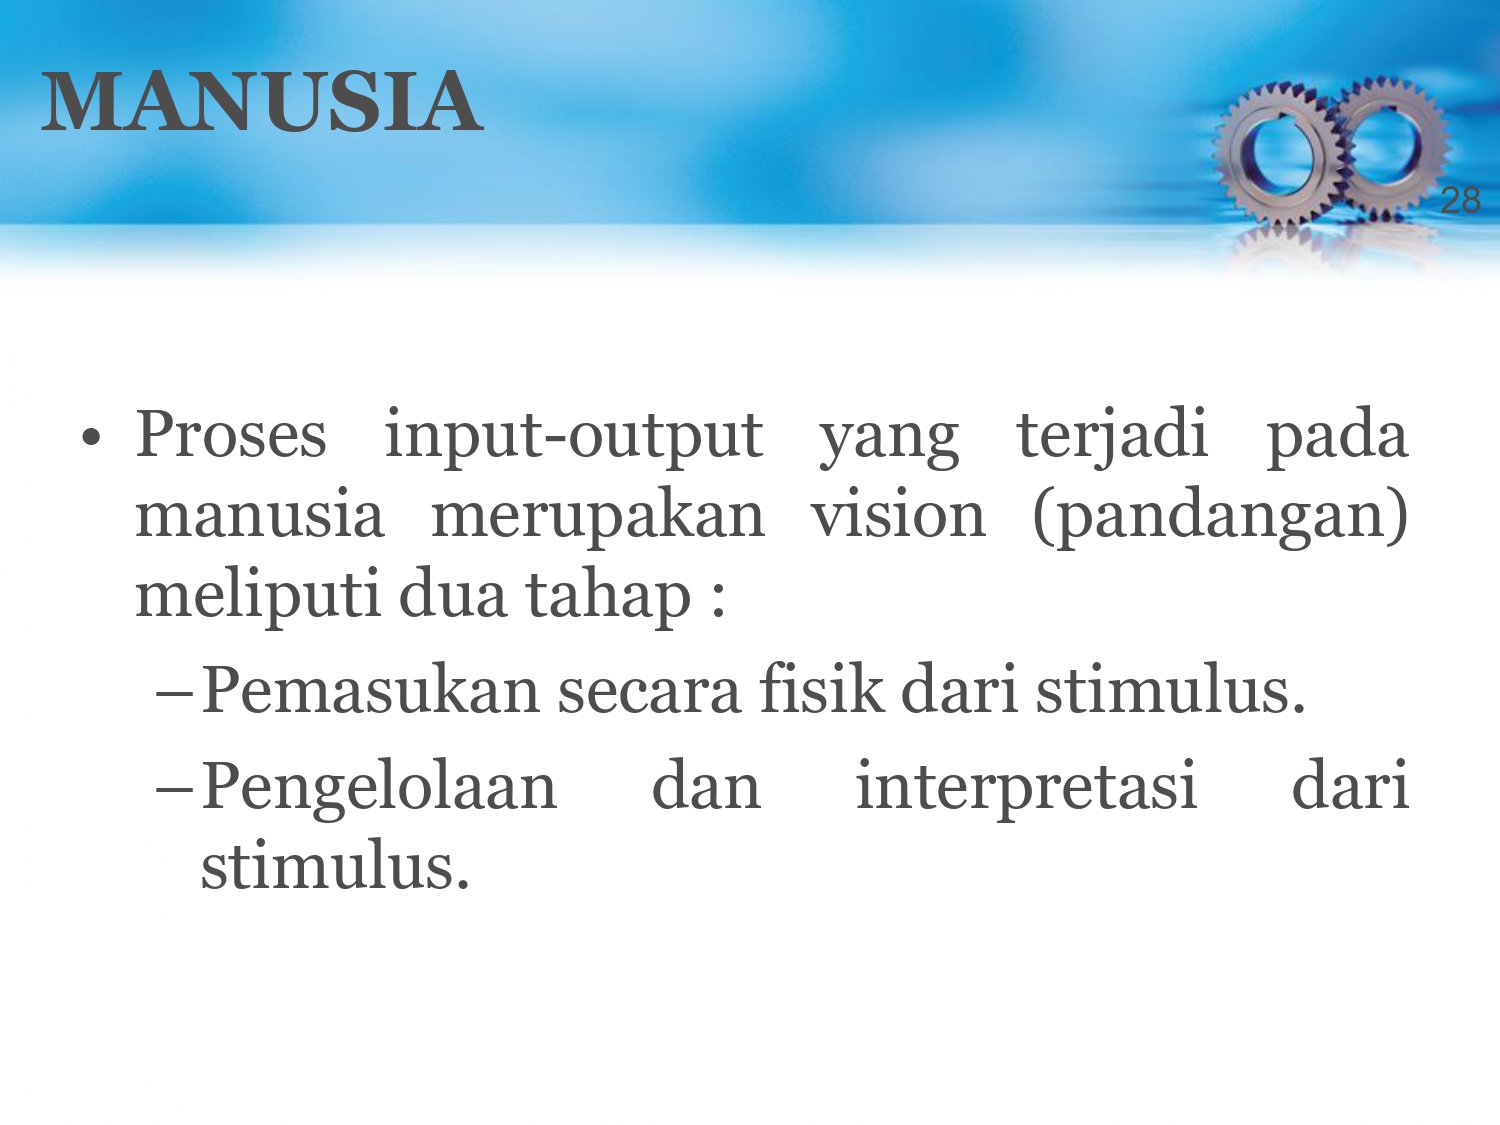 MANUSIA
28
• Proses input-output yang terjadi pada
manusia merupakan vision (pandangan)
meliputi dua tahap :
–Pemasukan secara fisik dari stimulus.
–Pengelolaan dan interpretasi dari
stimulus.